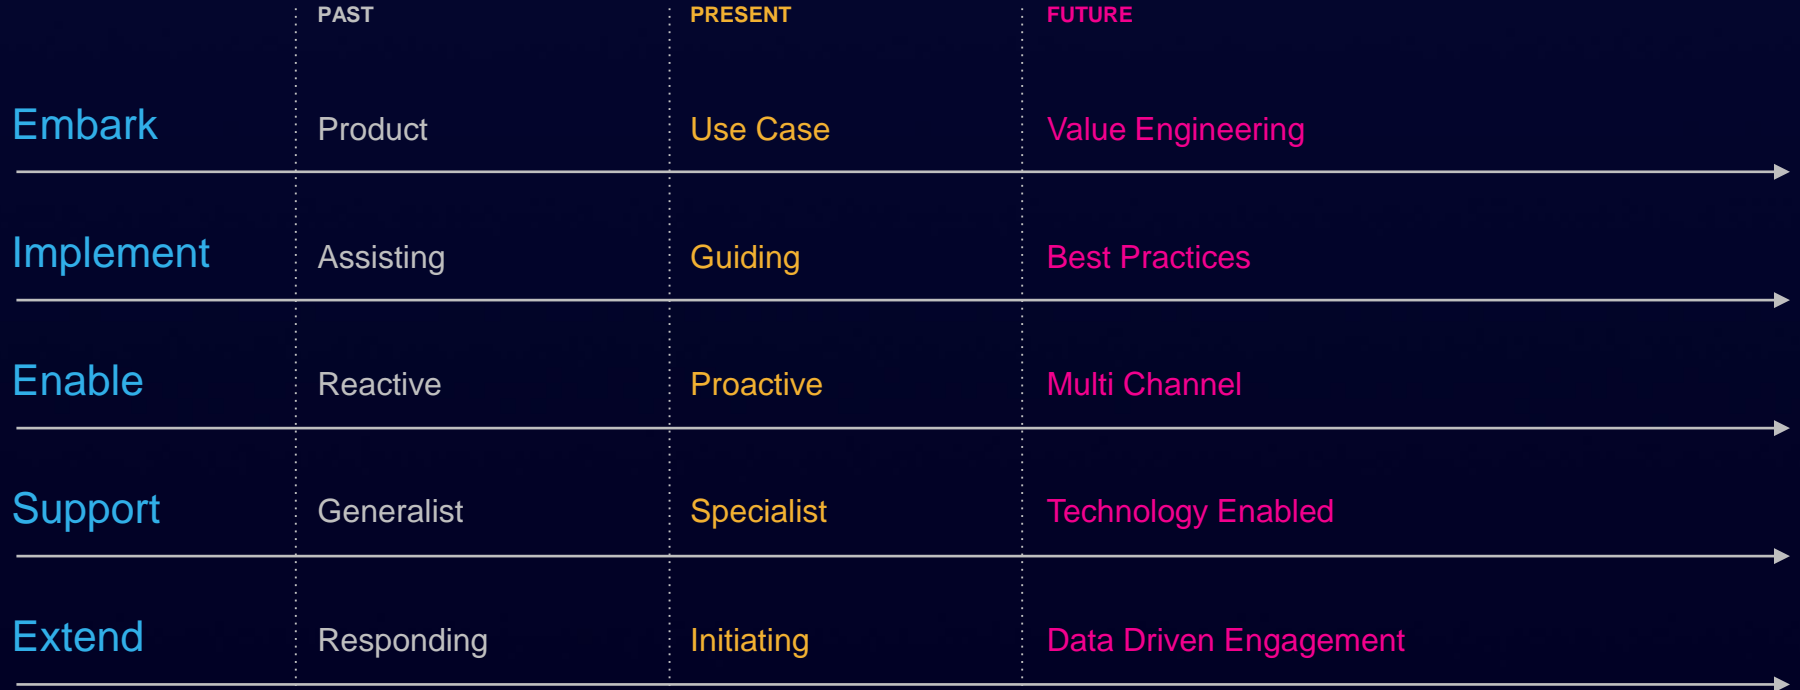 PAST PRESENT FUTURE
Embark Product Use Case Value Engineering
Implement Assisting Guiding Best Practices
Enable Reactive Proactive Multi Channel
Support Generalist Specialist Technology Enabled
Extend Responding Initiating Data Driven Engagement